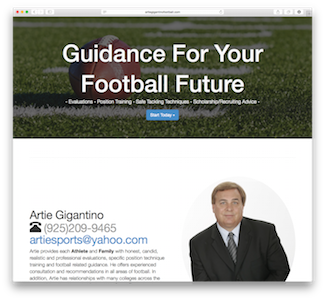 Guidance For Your
Football Future
- Evaluations - Position Training - Safe Tackling Techniques - Scholarship/Recruiting Advice -
Start Today »
Artie Gigantino
(925)209-9465
artiesports@yahoo.com
Artie provides each Athlete and Family with honest, candid,
realistic and professional evaluations, specific position technique
training and football related guidance. He offers experienced
consultation and recommendations in all areas of football. In
addition, Artie has relationships with many colleges across the